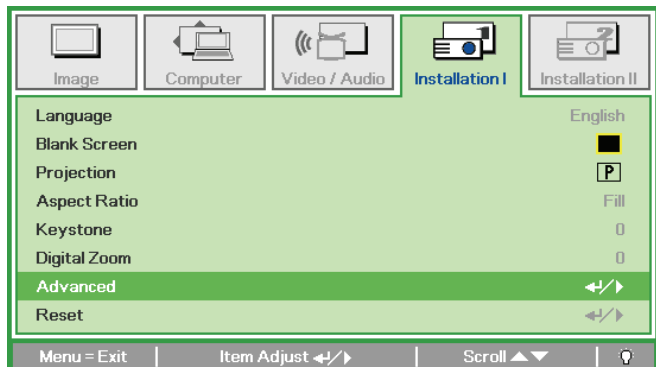 Image Computer Video / Audio Installation I Installation II
Language English
Blank Screen
Projection P
Aspect Ratio Fill
Keystone 0
Digital Zoom 0
Advanced
Reset
Menu = Exit Item Adjust Scroll